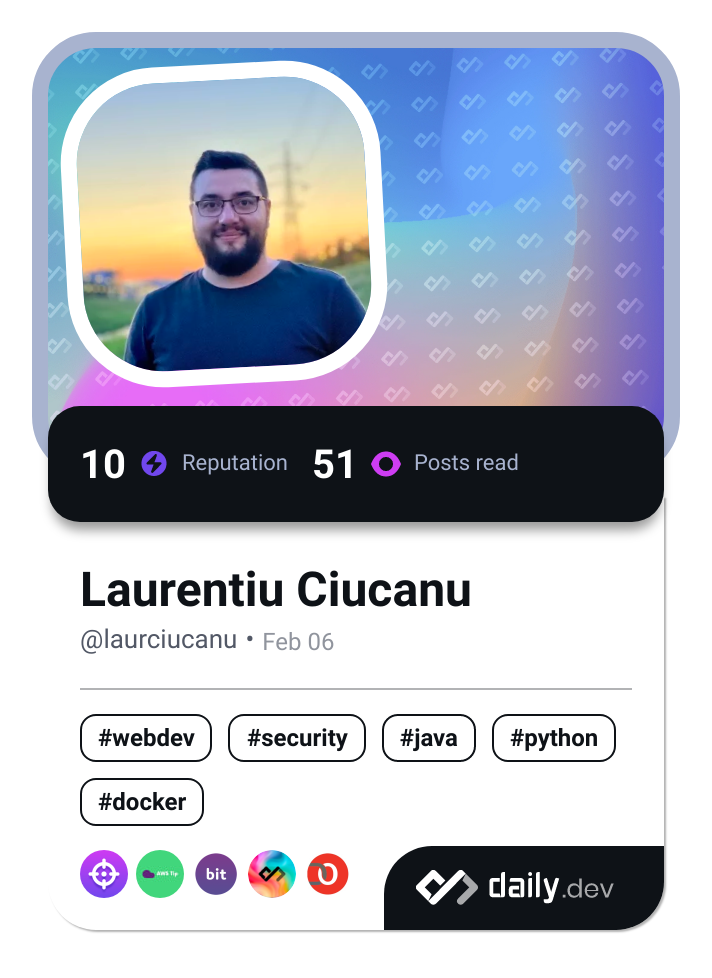 10 Reputation 51 Posts read
Laurentiu Ciucanu
@laurciucanu • Feb 06
#webdev #security #java #python
#docker
AWS Tip bit
daily.dev